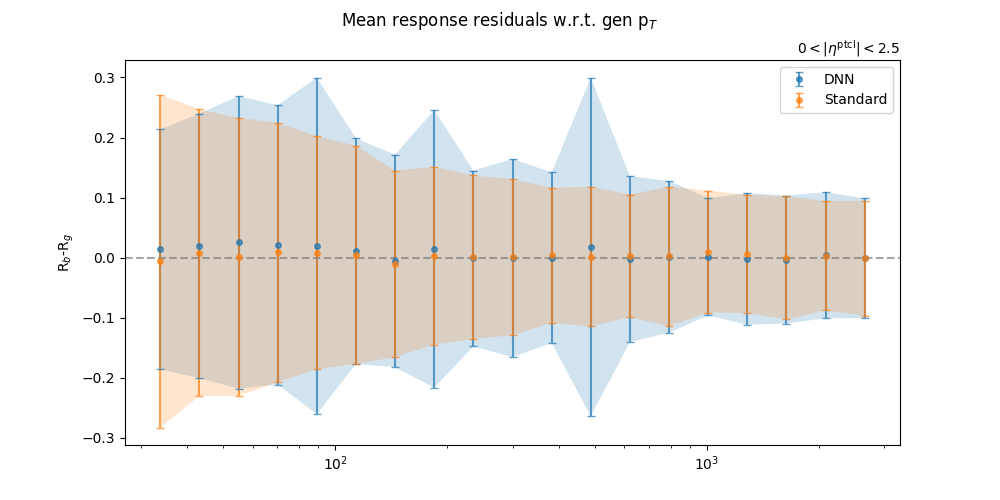 Mean response residuals w.r.t. gen p_T
0 < |η^ptcl| < 2.5
DNN
Standard
0.3
0.2
0.1
0.0
−0.1
−0.2
−0.3
R_b-R_g
10^2
10^3